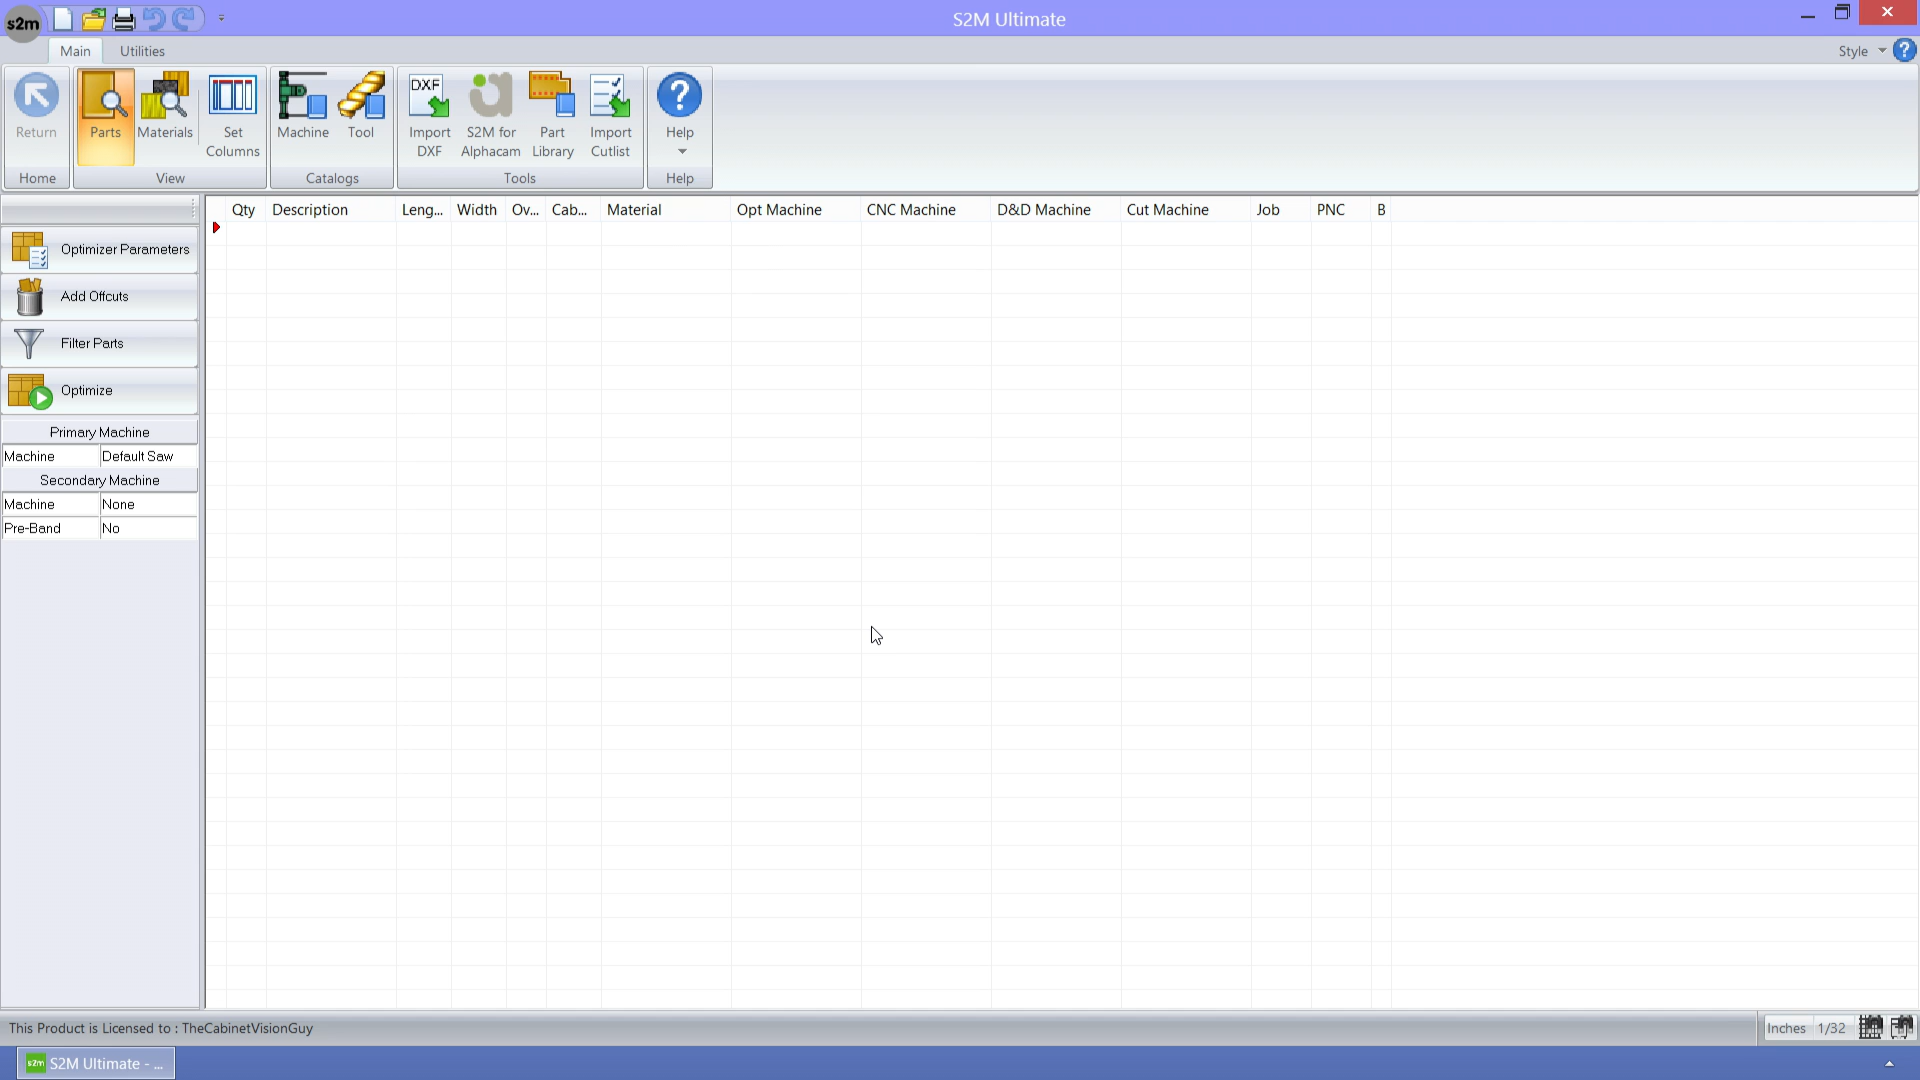 s2m
S2M Ultimate
Main Utilities Style
Return
Parts
Materials
Set
Columns
Machine
Tool
DXF
Import
DXF
S2M for
Alphacam
Part
Library
Import
Cutlist
Help
Home View Catalogs Tools Help
Qty Description Leng... Width Ov... Cab... Material Opt Machine CNC Machine D&D Machine Cut Machine Job PNC B
Optimizer Parameters
Add Offcuts
Filter Parts
Optimize
Primary Machine
Machine Default Saw
Secondary Machine
Machine None
Pre-Band No
This Product is Licensed to : TheCabinetVisionGuy
Inches 1/32
s2m S2M Ultimate - ...